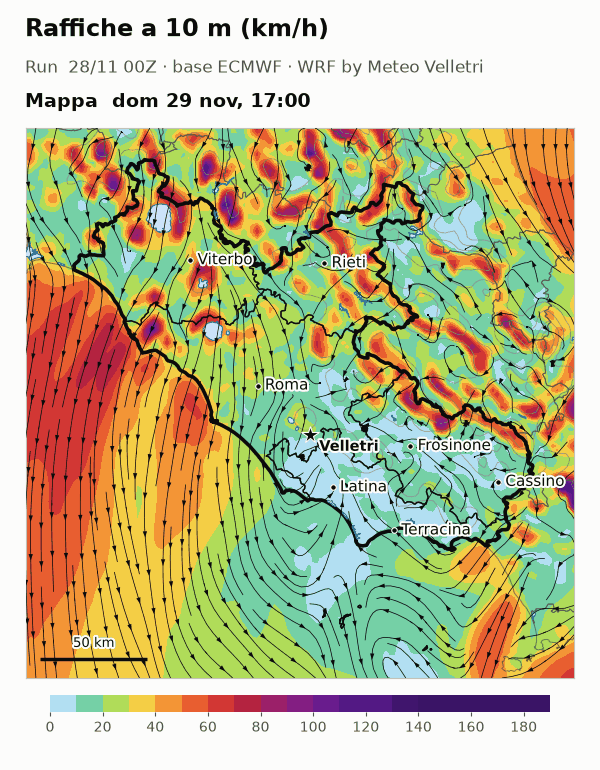 Raffiche a 10 m (km/h)
Run 28/11 00Z · base ECMWF · WRF by Meteo Velletri
Mappa dom 29 nov, 17:00
Viterbo
Rieti
Roma
Velletri
Frosinone
Latina
Cassino
Terracina
50 km
0 20 40 60 80 100 120 140 160 180